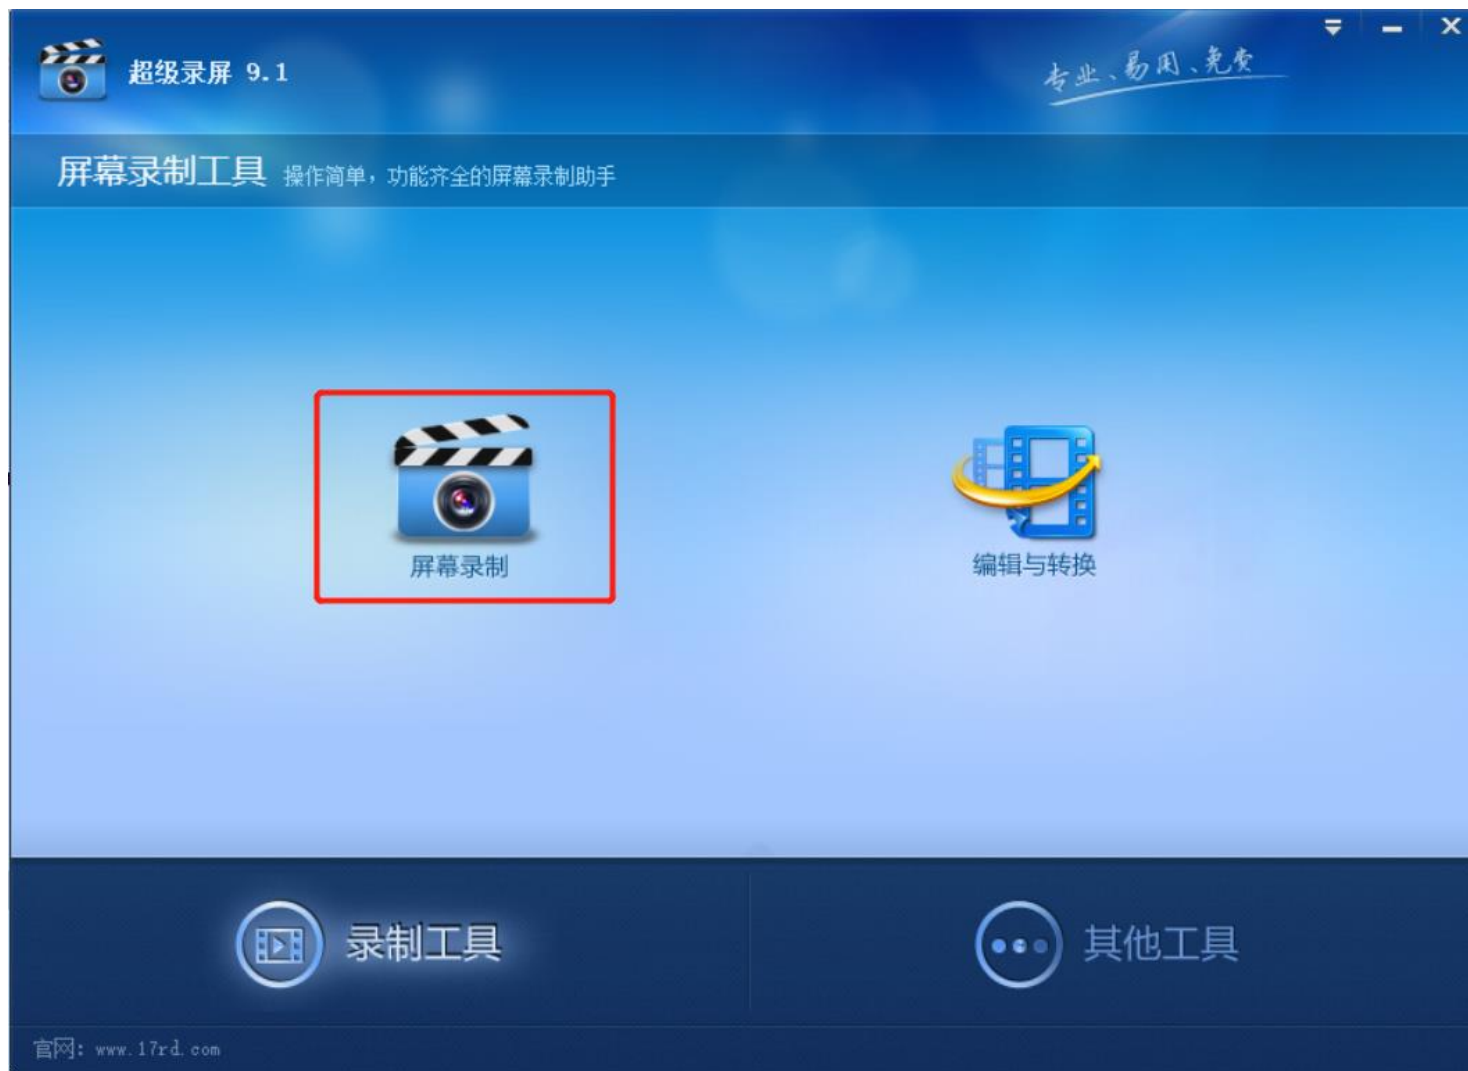 超级录屏 9.1
专业、易用、免费
屏幕录制工具 操作简单，功能齐全的屏幕录制助手
屏幕录制
编辑与转换
录制工具
其他工具
官网: www.17rd.com